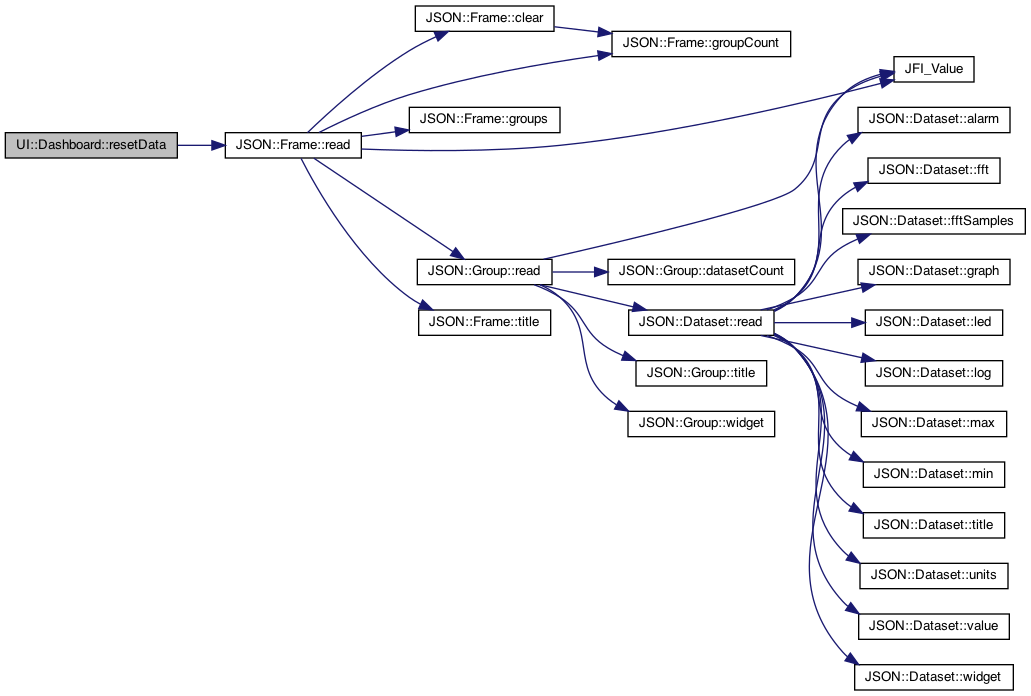 JSON::Frame::clear
JSON::Frame::groupCount
JFI_Value
JSON::Frame::groups
JSON::Dataset::alarm
UI::Dashboard::resetData
JSON::Frame::read
JSON::Dataset::fft
JSON::Dataset::fftSamples
JSON::Group::read
JSON::Group::datasetCount
JSON::Dataset::graph
JSON::Frame::title
JSON::Dataset::read
JSON::Dataset::led
JSON::Group::title
JSON::Dataset::log
JSON::Group::widget
JSON::Dataset::max
JSON::Dataset::min
JSON::Dataset::title
JSON::Dataset::units
JSON::Dataset::value
JSON::Dataset::widget